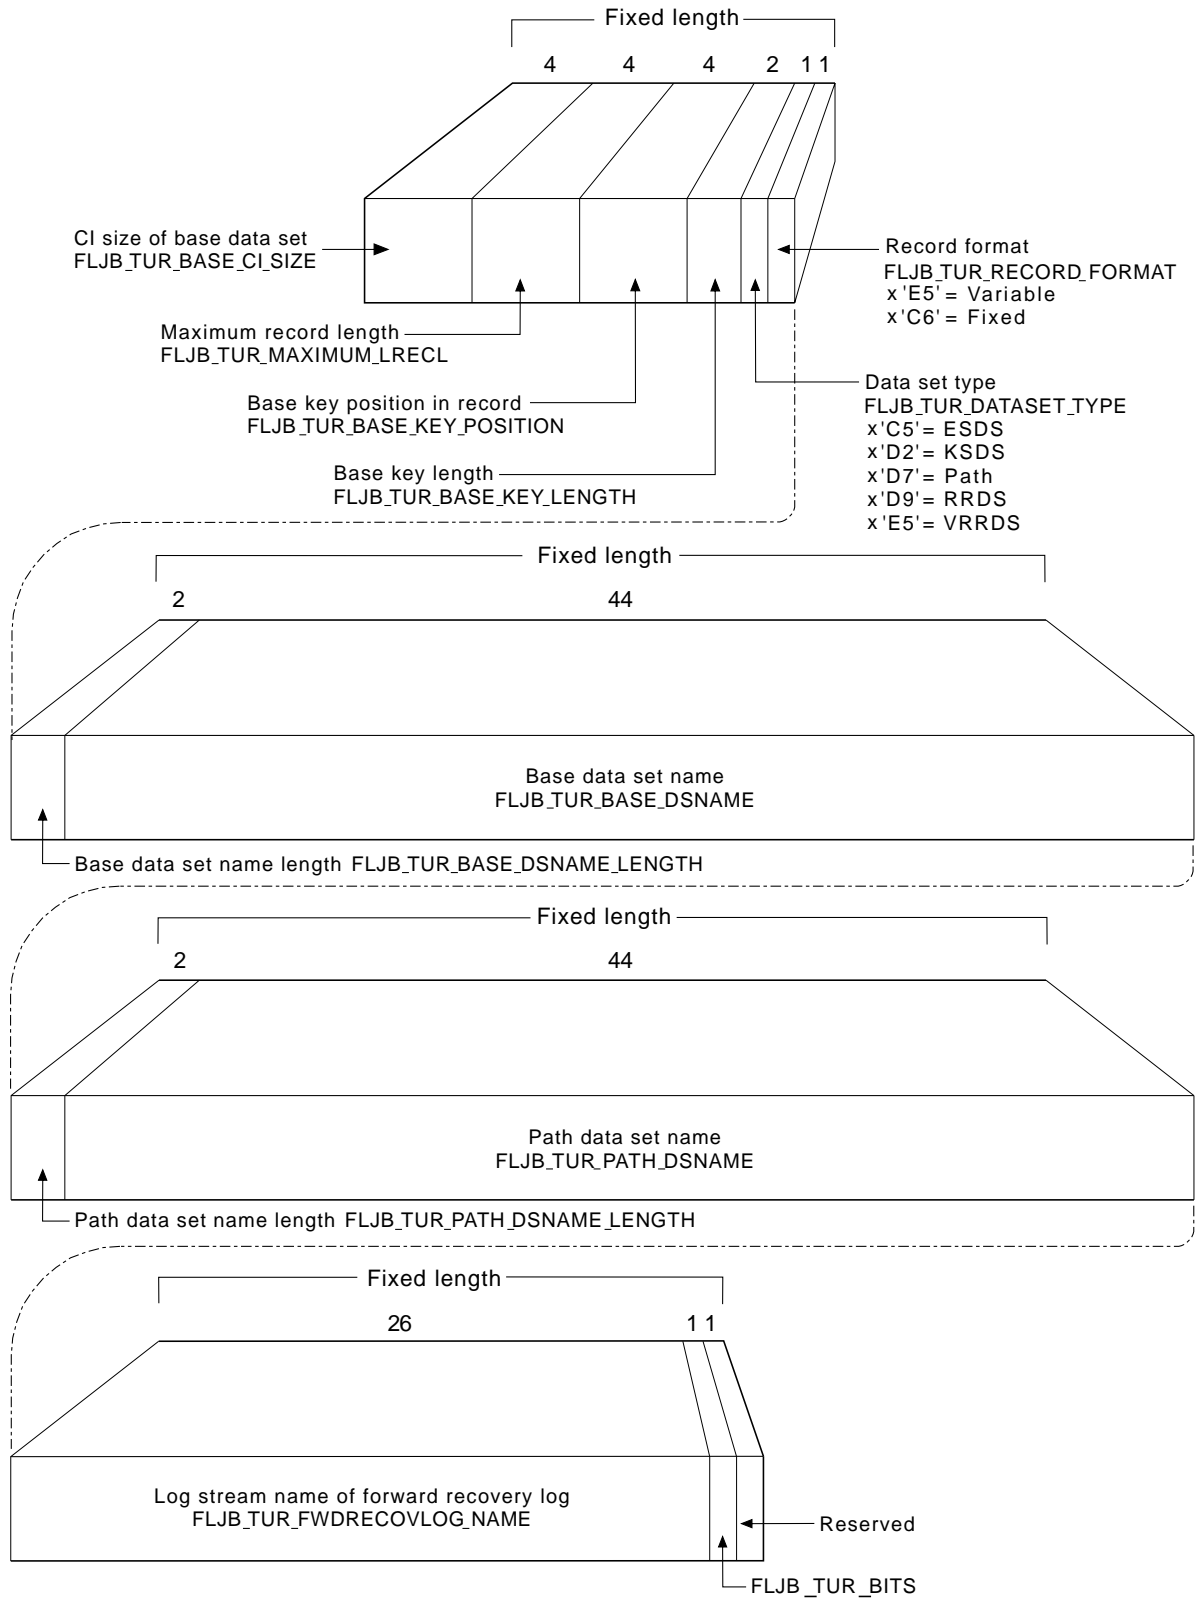 Fixed length
4 4 4 2 1 1
CI size of base data set
FLJB_TUR_BASE_CI_SIZE
Record format
FLJB_TUR_RECORD_FORMAT
x'E5'= Variable
x'C6'= Fixed
Maximum record length
FLJB_TUR_MAXIMUM_LRECL
Data set type
FLJB_TUR_DATASET_TYPE
x'C5'= ESDS
x'D2'= KSDS
x'D7'= Path
x'D9'= RRDS
x'E5'= VRRDS
Base key position in record
FLJB_TUR_BASE_KEY_POSITION
Base key length
FLJB_TUR_BASE_KEY_LENGTH
Fixed length
2 44
Base data set name
FLJB_TUR_BASE_DSNAME
Base data set name length FLJB_TUR_BASE_DSNAME_LENGTH
Fixed length
2 44
Path data set name
FLJB_TUR_PATH_DSNAME
Path data set name length FLJB_TUR_PATH_DSNAME_LENGTH
Fixed length
26 1 1
Log stream name of forward recovery log
FLJB_TUR_FWDRECOVLOG_NAME
Reserved
FLJB_TUR_BITS